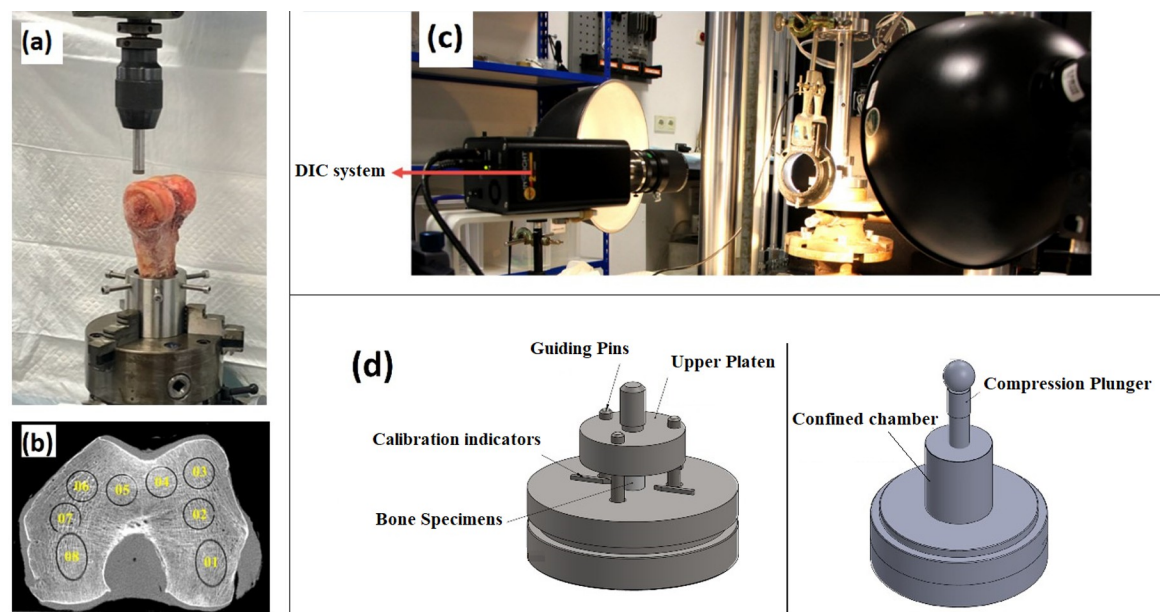 (a)
(c)
DIC system
(b)
03
04
05
06
02
07
08
01
(d)
Guiding Pins
Upper Platen
Calibration indicators
Bone Specimens
Compression Plunger
Confined chamber